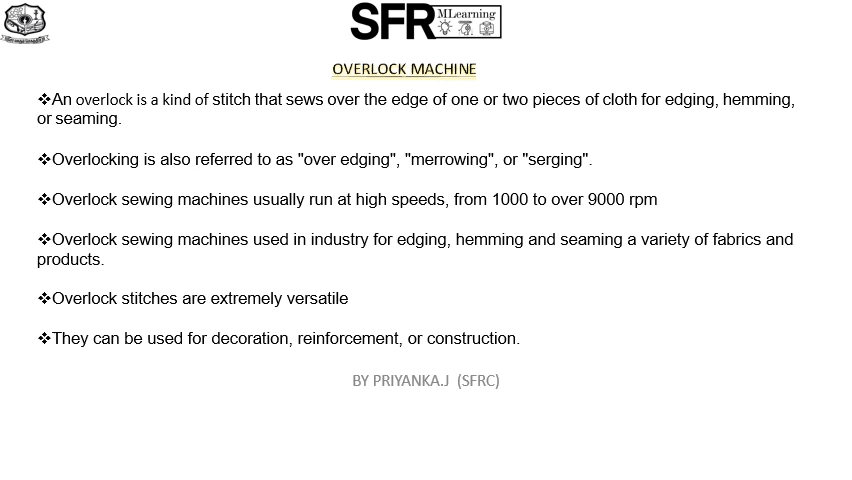 SFR MLearning
OVERLOCK MACHINE
❖An overlock is a kind of stitch that sews over the edge of one or two pieces of cloth for edging, hemming,
or seaming.
❖Overlocking is also referred to as "over edging", "merrowing", or "serging".
❖Overlock sewing machines usually run at high speeds, from 1000 to over 9000 rpm
❖Overlock sewing machines used in industry for edging, hemming and seaming a variety of fabrics and
products.
❖Overlock stitches are extremely versatile
❖They can be used for decoration, reinforcement, or construction.
BY PRIYANKA.J (SFRC)